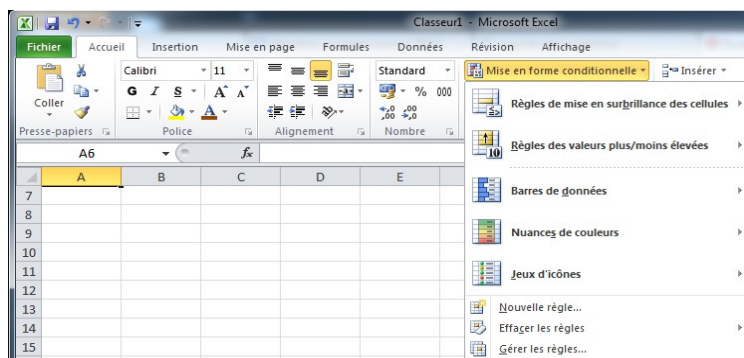 Classeur1 - Microsoft Excel
Fichier Accueil Insertion Mise en page Formules Données Révision Affichage
Calibri 11 Standard Mise en forme conditionnelle Insérer
Coller G I S A A % 000
Presse-papiers Police Alignement Nombre
A6 fx
A B C D E
7
8
9
10
11
12
13
14
15
Règles de mise en surbrillance des cellules
Règles des valeurs plus/moins élevées
Barres de données
Nuances de couleurs
Jeux d'icônes
Nouvelle règle...
Effacer les règles
Gérer les règles...